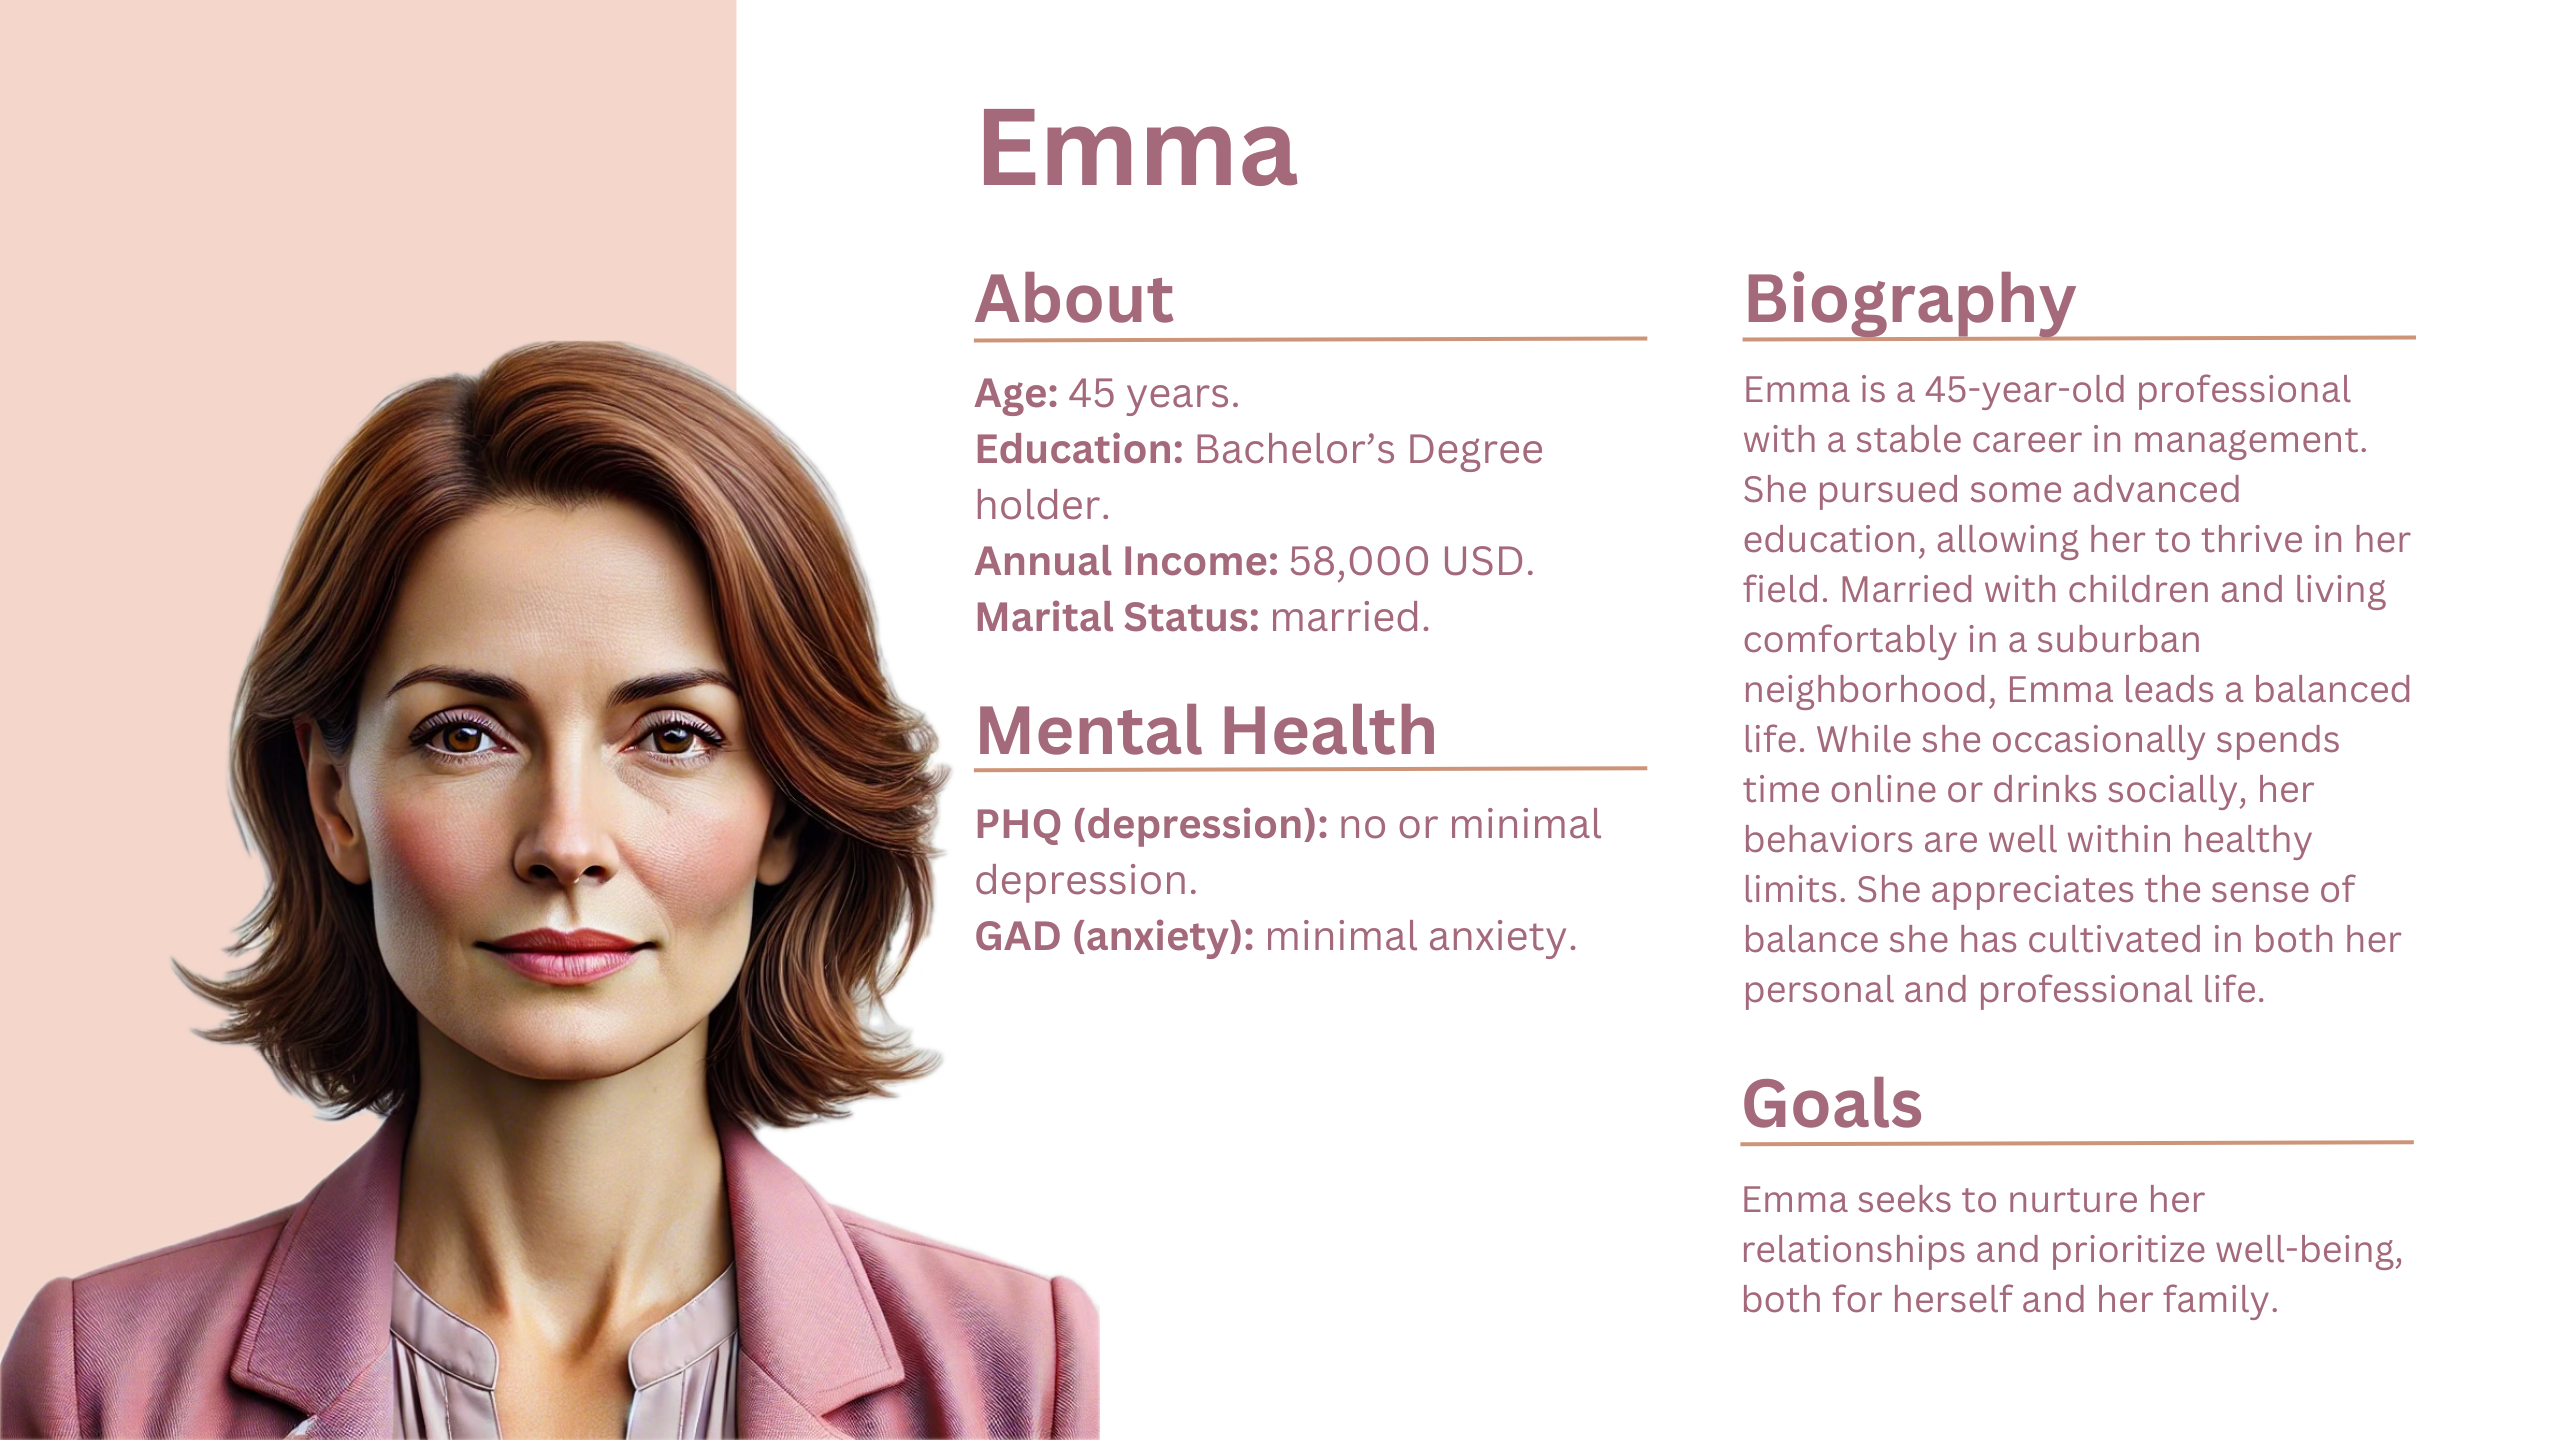 Emma
About
Age: 45 years.
Education: Bachelor’s Degree
holder.
Annual Income: 58,000 USD.
Marital Status: married.
Mental Health
PHQ (depression): no or minimal
depression.
GAD (anxiety): minimal anxiety.
Biography
Emma is a 45-year-old professional
with a stable career in management.
She pursued some advanced
education, allowing her to thrive in her
field. Married with children and living
comfortably in a suburban
neighborhood, Emma leads a balanced
life. While she occasionally spends
time online or drinks socially, her
behaviors are well within healthy
limits. She appreciates the sense of
balance she has cultivated in both her
personal and professional life.
Goals
Emma seeks to nurture her
relationships and prioritize well-being,
both for herself and her family.